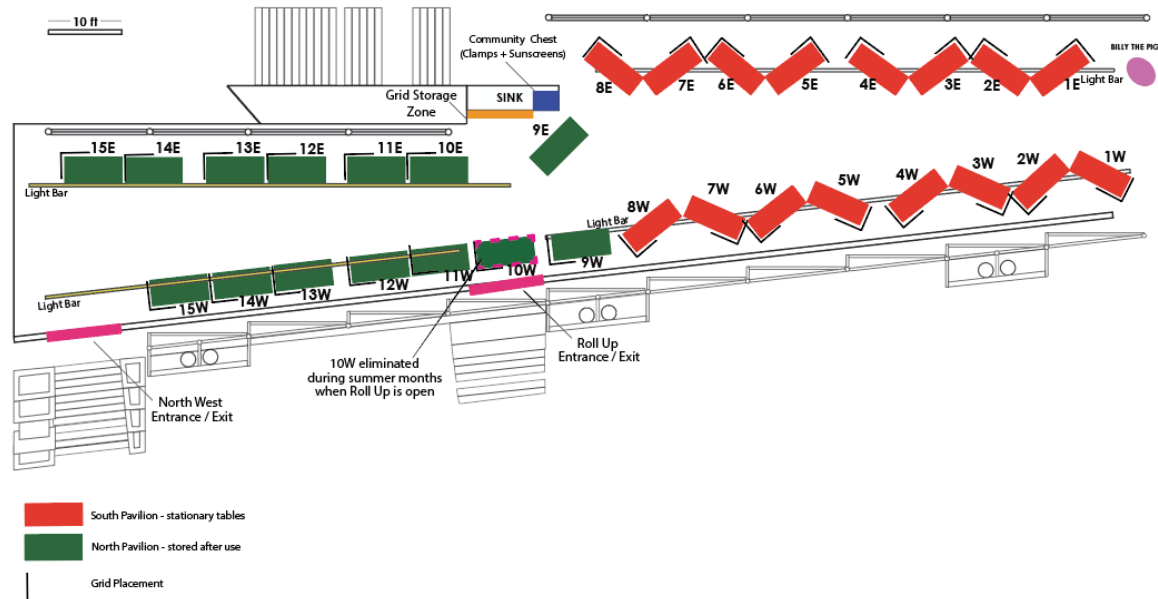 10 ft
Community Chest
(Clamps + Sunscreens)
BILLY THE PIG
8E
7E
6E
5E
4E
3E
2E
1E
Light Bar
Grid Storage
Zone
SINK
9E
15E
14E
13E
12E
11E
10E
Light Bar
1W
2W
3W
4W
5W
6W
7W
8W
Light Bar
9W
10W
11W
12W
13W
14W
15W
Light Bar
Roll Up
Entrance / Exit
10W eliminated
during summer months
when Roll Up is open
North West
Entrance / Exit
South Pavilion - stationary tables
North Pavilion - stored after use
Grid Placement